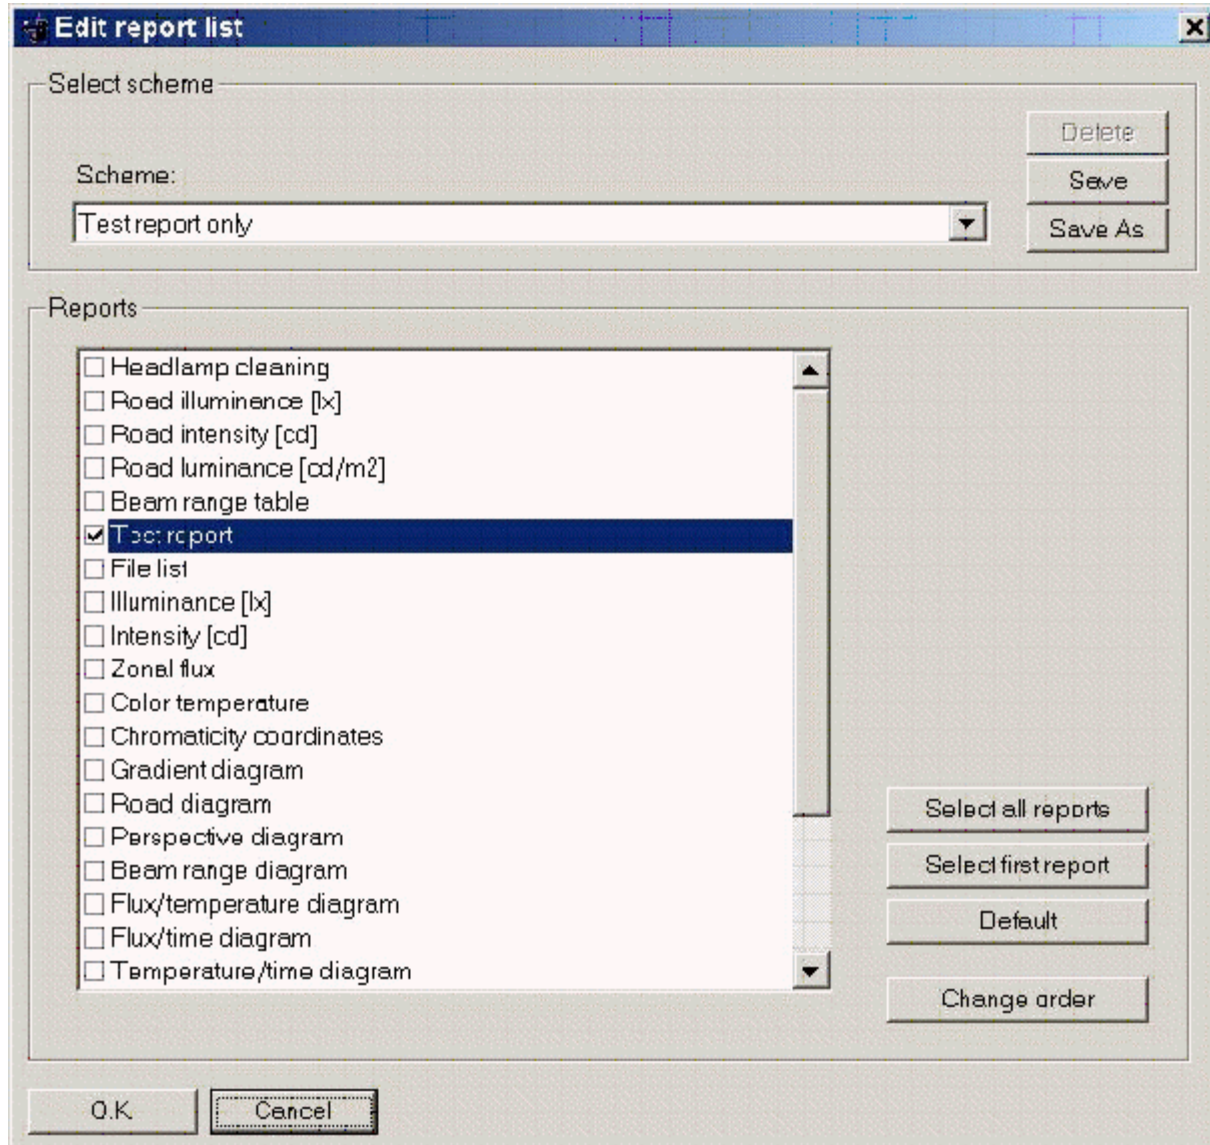 Edit report list
Select scheme
Delete
Scheme:
Save
Test report only
Save As
Reports
Headlamp cleaning
Road illuminance [lx]
Road intensity [cd]
Road luminance [cd/m2]
Beam range table
Test report
File list
Illuminance [lx]
Intensity [cd]
Zonal flux
Color temperature
Chromaticity coordinates
Gradient diagram
Road diagram
Perspective diagram
Beam range diagram
Flux/temperature diagram
Flux/time diagram
Temperature/time diagram
Select all reports
Select first report
Default
Change order
O.K.
Cancel